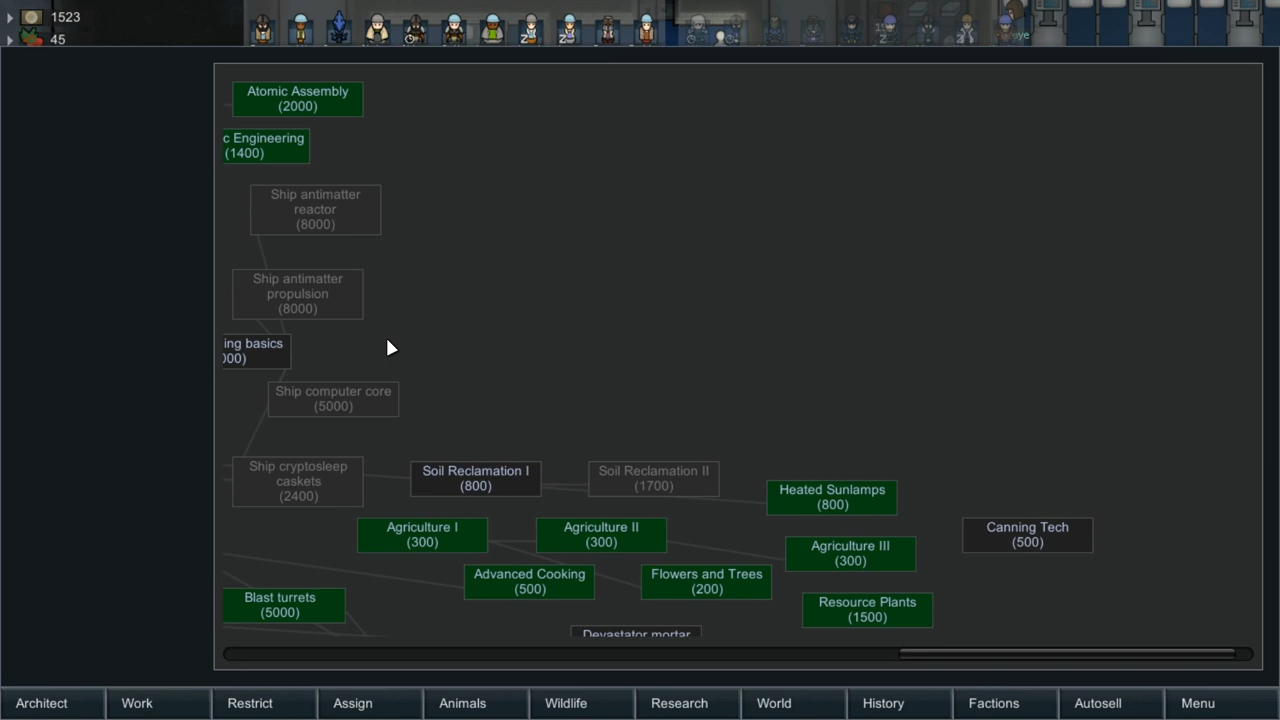 1523
45
Atomic Assembly
(2000)
c Engineering
(1400)
Ship antimatter
reactor
(8000)
Ship antimatter
propulsion
(8000)
ing basics
Ship computer core
(5000)
Ship cryptosleep
caskets
(2400)
Soil Reclamation I
(800)
Soil Reclamation II
(1700)
Heated Sunlamps
(800)
Agriculture I
(300)
Agriculture II
(300)
Canning Tech
(500)
Agriculture III
(300)
Advanced Cooking
(500)
Flowers and Trees
(200)
Blast turrets
(5000)
Resource Plants
(1500)
Devastator mortar
Architect
Work
Restrict
Assign
Animals
Wildlife
Research
World
History
Factions
Autosell
Menu